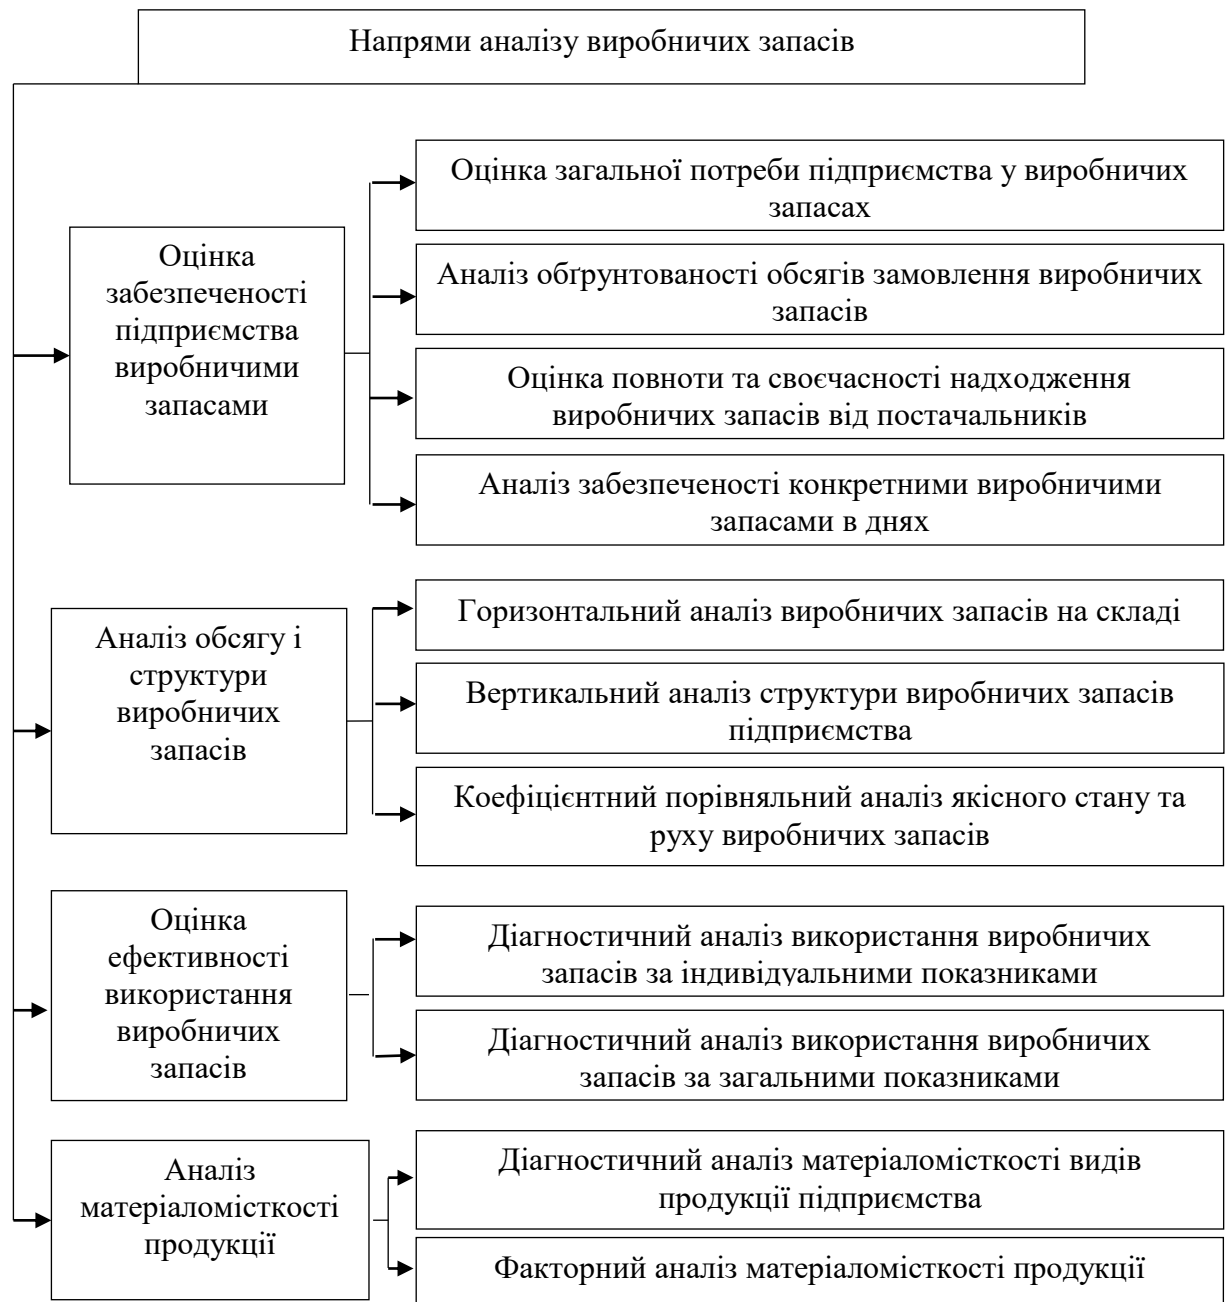 Напрями аналізу виробничих запасів
Оцінка
забезпеченості
підприємства
виробничими
запасами
Оцінка загальної потреби підприємства у виробничих
запасах
Аналіз обґрунтованості обсягів замовлення виробничих
запасів
Оцінка повноти та своєчасності надходження
виробничих запасів від постачальників
Аналіз забезпеченості конкретними виробничими
запасами в днях
Аналіз обсягу і
структури
виробничих
запасів
Горизонтальний аналіз виробничих запасів на складі
Вертикальний аналіз структури виробничих запасів
підприємства
Коефіцієнтний порівняльний аналіз якісного стану та
руху виробничих запасів
Оцінка
ефективності
використання
виробничих
запасів
Діагностичний аналіз використання виробничих
запасів за індивідуальними показниками
Діагностичний аналіз використання виробничих
запасів за загальними показниками
Аналіз
матеріаломісткості
продукції
Діагностичний аналіз матеріаломісткості видів
продукції підприємства
Факторний аналіз матеріаломісткості продукції